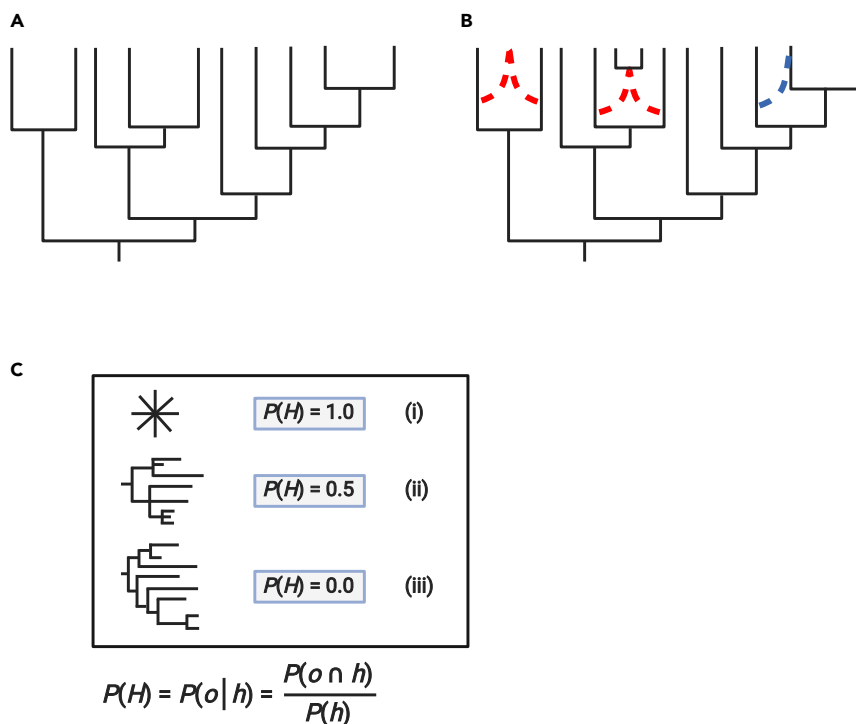 A
B
C
P(H) = 1.0 (i)
P(H) = 0.5 (ii)
P(H) = 0.0 (iii)
P(H) = P(o|h) = P(o ∩ h)
P(h)